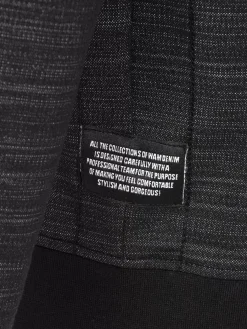 ALL THE COLLECTIONS OF WAM DENIM
IS DESIGNED CAREFULLY WITH A
PROFESSIONAL TEAM FOR THE PURPOSE
OF MAKING YOU FEEL COMFORTABLE
STYLISH AND GORGEOUS!